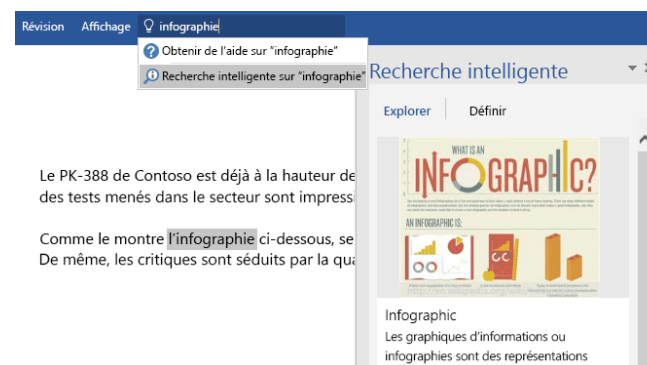 Révision Affichage infographie
Obtenir de l'aide sur "infographie"
Recherche intelligente sur "infographie"
Recherche intelligente
Explorer Définir
Le PK-388 de Contoso est déjà à la hauteur de
des tests menés dans le secteur sont impressi
Comme le montre l'infographie ci-dessous, se
De même, les critiques sont séduits par la qua
WHAT IS AN
INFOGRAPHIC?
AN INFOGRAPHIC IS:
Infographic
Les graphiques d'informations ou
infographies sont des représentations